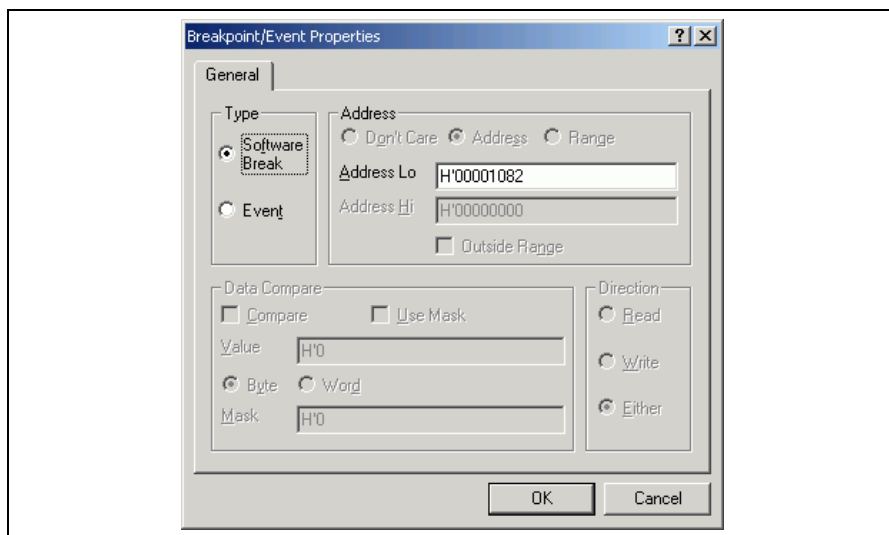 Breakpoint/Event Properties
General
Type
Software
Break
Event
Address
Don't Care Address Range
Address Lo H'00001082
Address Hi H'00000000
Outside Range
Data Compare
Compare Use Mask
Value H'0
Byte Word
Mask H'0
Direction
Read
Write
Either
OK Cancel